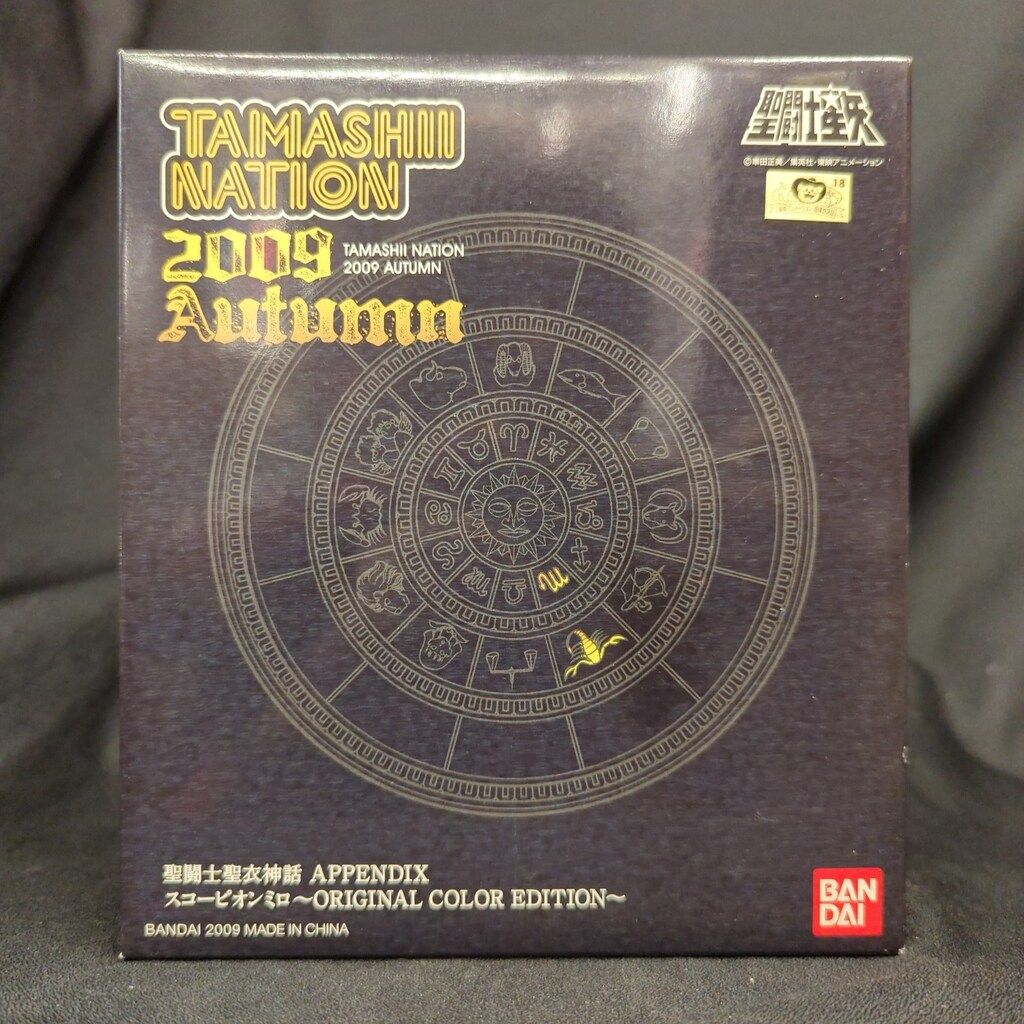 TAMASHII
NATION
2009
Autumn
TAMASHII NATION
2009 AUTUMN
聖闘士星矢
©車田正美／集英社・東映アニメーション
18
聖闘士聖衣神話 APPENDIX
スコーピオンミロ～ORIGINAL COLOR EDITION～
BANDAI 2009 MADE IN CHINA
BAN
DAI